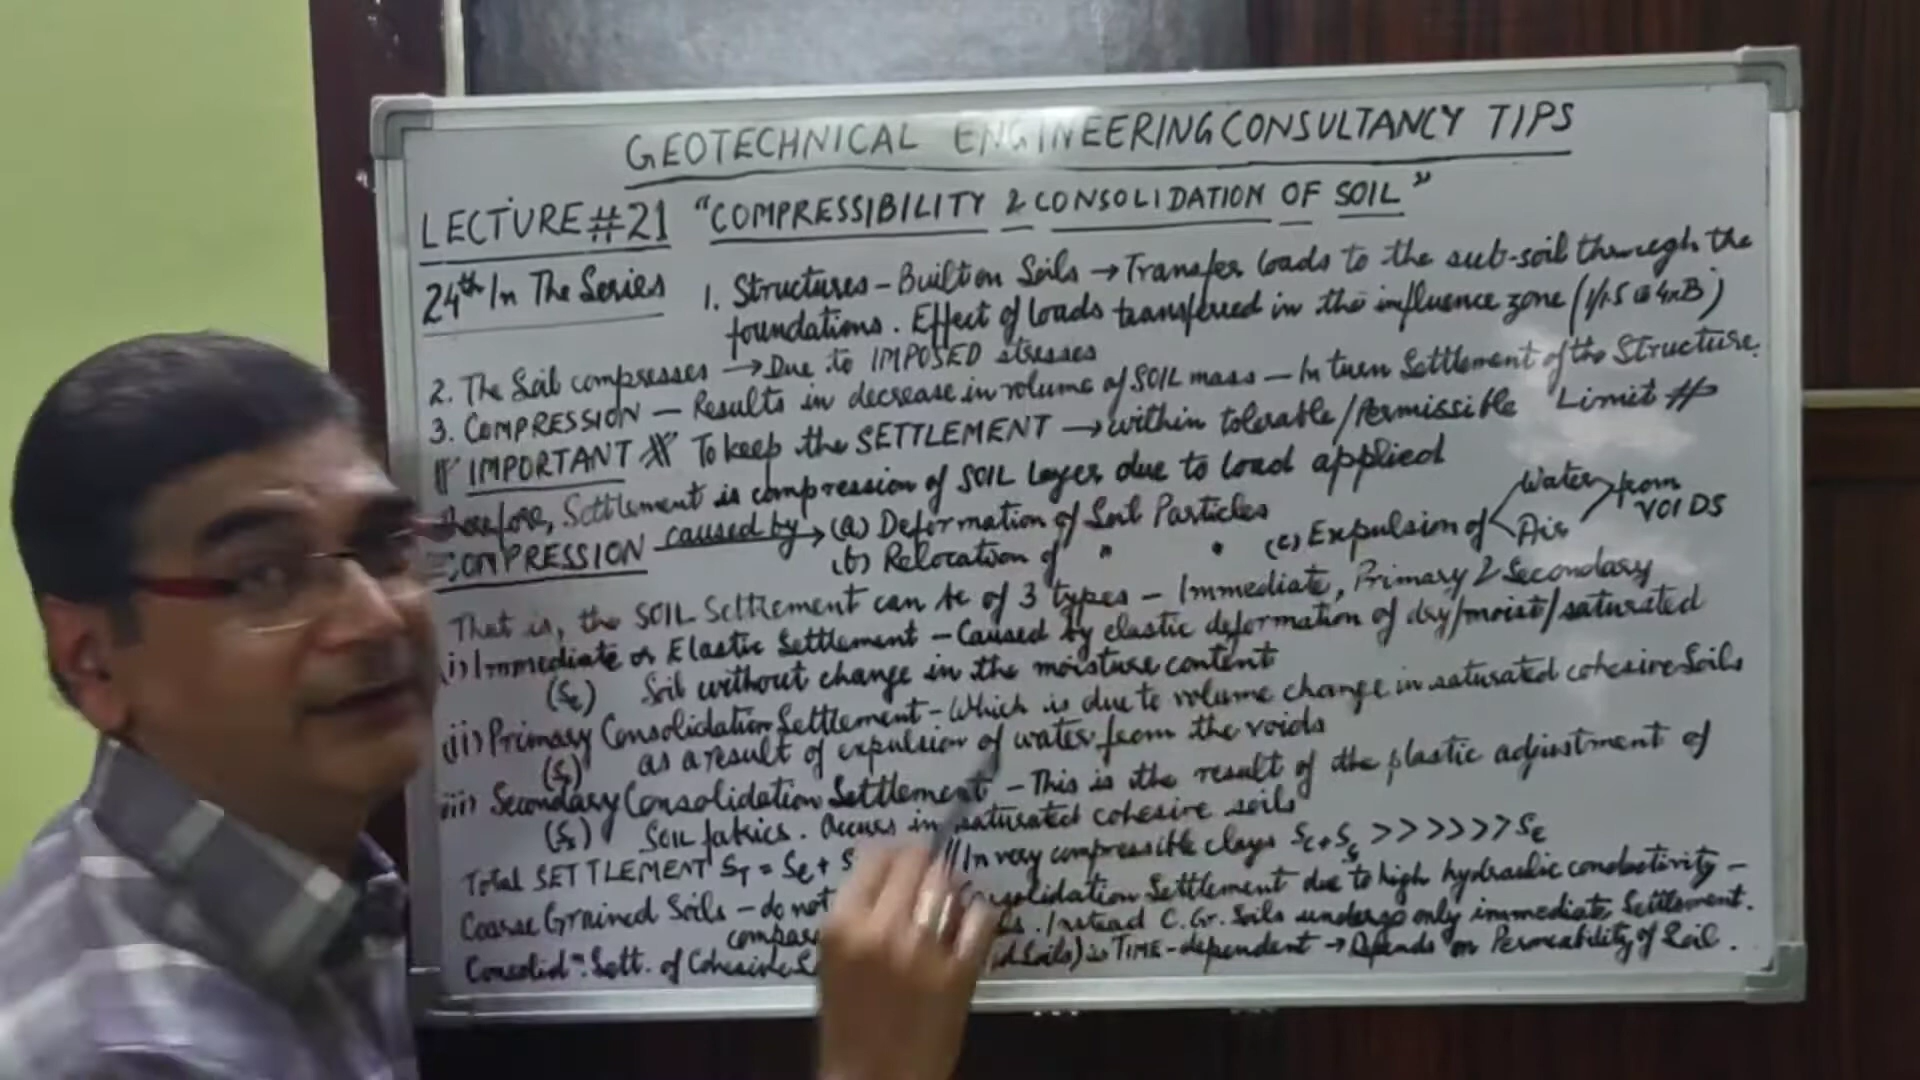 GEOTECHNICAL ENGINEERING CONSULTANCY TIPS
LECTURE #21 "COMPRESSIBILITY & CONSOLIDATION OF SOIL"
24th In The Series
1. Structures - Built on Soils → Transfer loads to the sub-soil through the
foundations. Effect of loads transferred in the influence zone (1/1.5 @ 4xB)
2. The Soil compresses → Due to IMPOSED stresses
3. COMPRESSION - Results in decrease in volume of SOIL mass - In turn Settlement of the Structure.
IMPORTANT To keep the SETTLEMENT → within tolerable/Permissible Limit
Therefore, Settlement is compression of SOIL layer due to load applied
COMPRESSION caused by → (a) Deformation of Soil Particles
(b) Relocation of " "
(c) Expulsion of Water Air from VOIDS
That is, the SOIL Settlement can be of 3 types - Immediate, Primary & Secondary
(i) Immediate or Elastic Settlement - Caused by elastic deformation of dry/moist/saturated
(Se) Soil without change in the moisture content
(ii) Primary Consolidation Settlement - Which is due to volume change in saturated cohesive Soils
as a result of expulsion of water from the voids
(iii) Secondary Consolidation Settlement - This is the result of the plastic adjustment of
(Ss) Soil fabrics. Occurs in saturated cohesive soils
Total SETTLEMENT ST = Se + S In very compressible clays Sc + Ss >>>>>> Se
Coarse Grained Soils - do not Consolidation Settlement due to high hydraulic conductivity -
Instead C. Gr. Soils undergo only immediate Settlement.
Consolidn. Sett. of Cohesive S Soils) is TIME-dependent → Depends on Permeability of Soil.